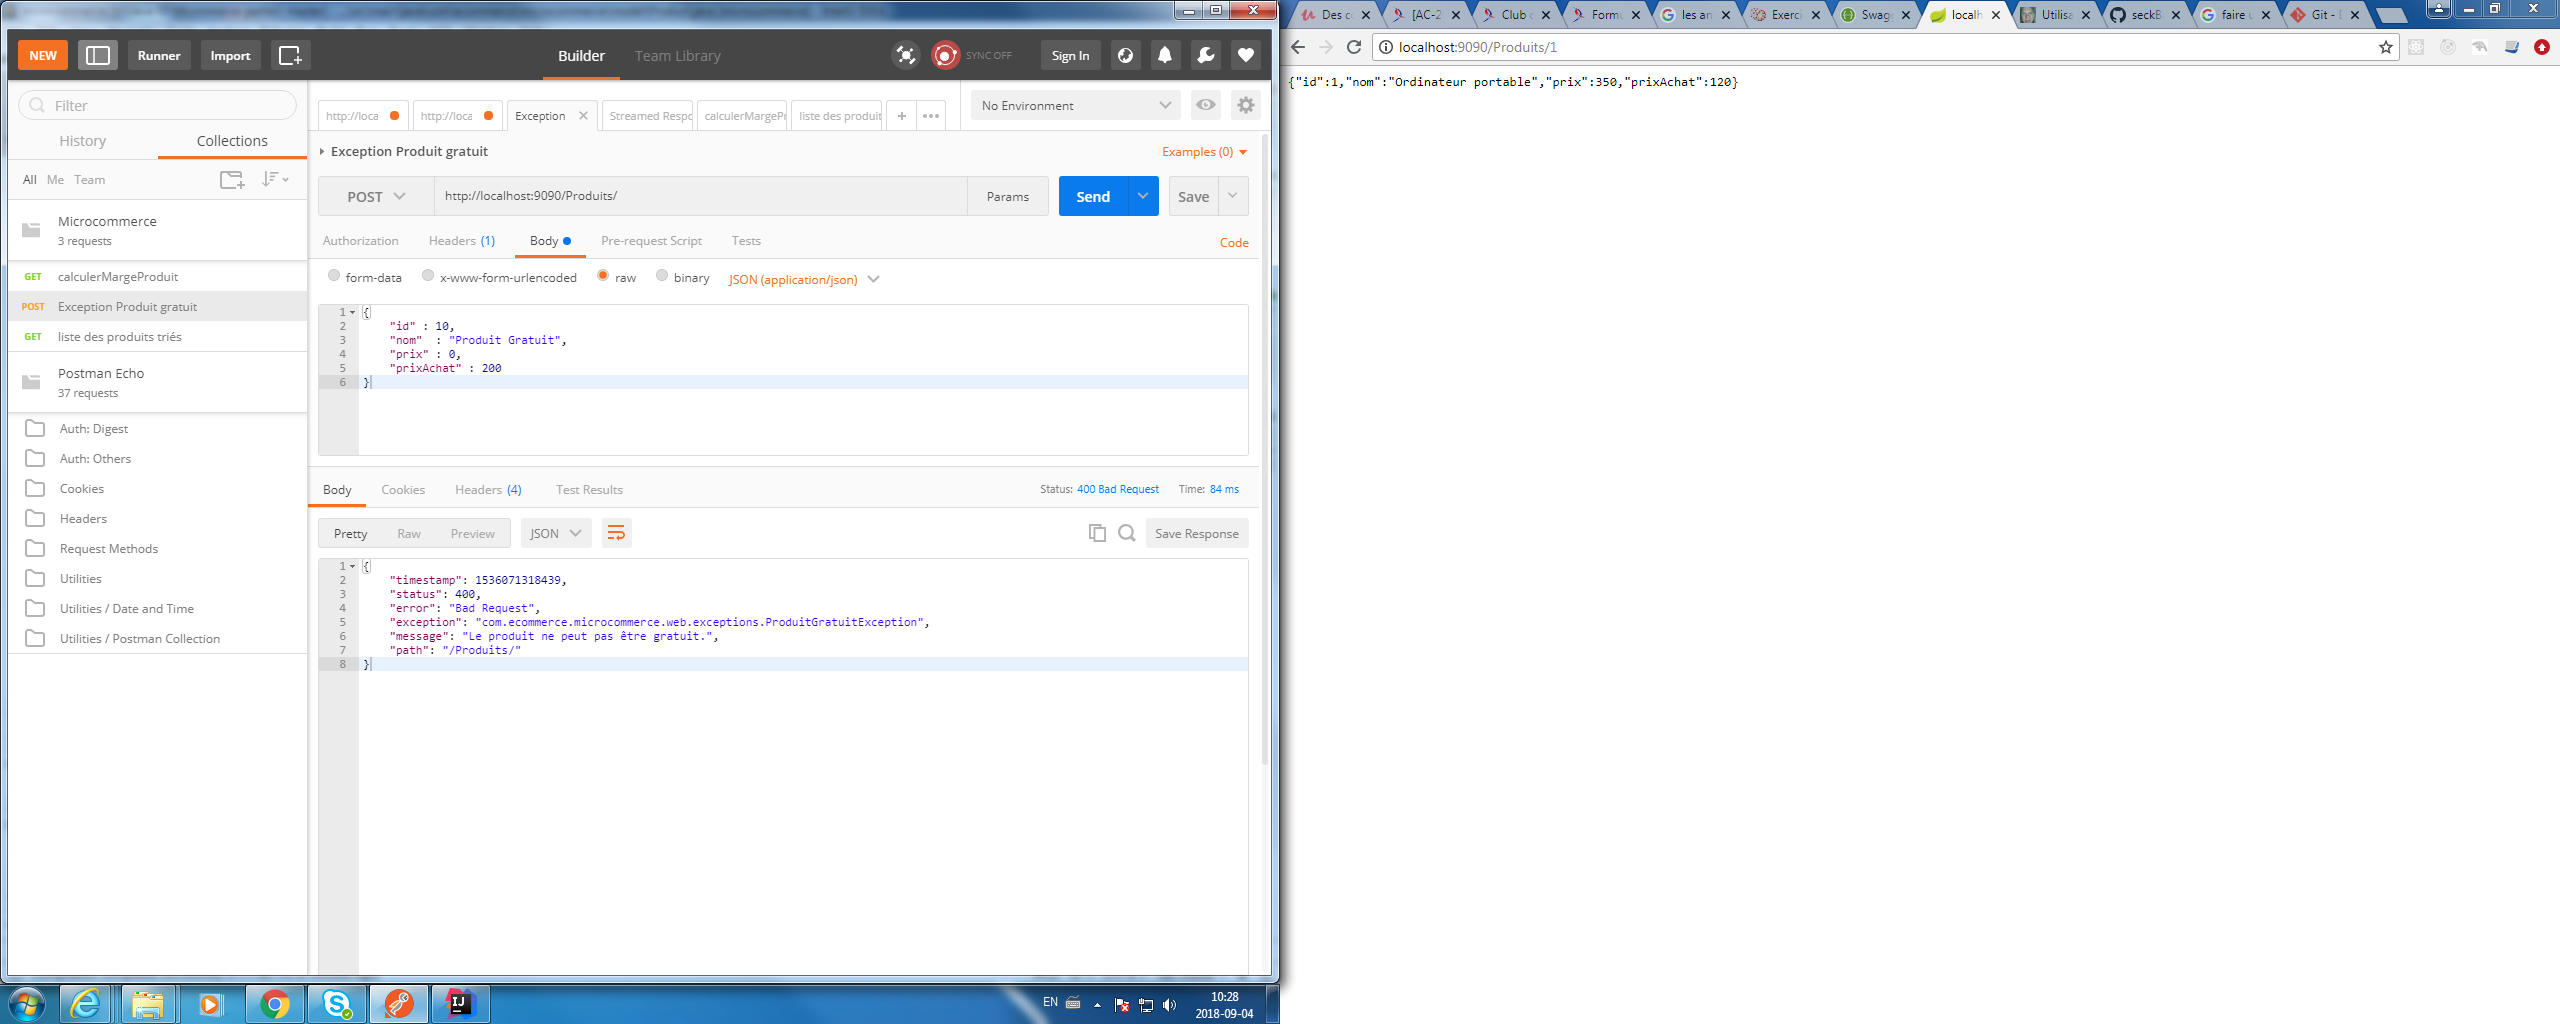 NEW
Runner
Import
Builder
Team Library
SYNC OFF
Sign In
Filter
History
Collections
All Me Team
Microcommerce
3 requests
GET calculerMargeProduit
POST Exception Produit gratuit
GET liste des produits triés
Postman Echo
37 requests
Auth: Digest
Auth: Others
Cookies
Headers
Request Methods
Utilities
Utilities / Date and Time
Utilities / Postman Collection
http://loca
http://loca
Exception
Streamed Respo
calculerMargePr
liste des produit
No Environment
Exception Produit gratuit
Examples (0)
POST
http://localhost:9090/Produits/
Params
Send
Save
Authorization
Headers (1)
Body
Pre-request Script
Tests
Code
form-data
x-www-form-urlencoded
raw
binary
JSON (application/json)
1 {
2 "id" : 10,
3 "nom"  : "Produit Gratuit",
4 "prix" : 0,
5 "prixAchat" : 200
6 }
Body
Cookies
Headers (4)
Test Results
Status: 400 Bad Request
Time: 84 ms
Pretty
Raw
Preview
JSON
Save Response
1 {
2 "timestamp": 1536071318439,
3 "status": 400,
4 "error": "Bad Request",
5 "exception": "com.ecommerce.microcommerce.web.exceptions.ProduitGratuitException",
6 "message": "Le produit ne peut pas être gratuit.",
7 "path": "/Produits/"
8 }
EN
10:28
2018-09-04
Des c
[AC-2
Club
Form
les an
Exerc
Swag
localh
Utilisa
seckB
faire
Git -
localhost:9090/Produits/1
{"id":1,"nom":"Ordinateur portable","prix":350,"prixAchat":120}